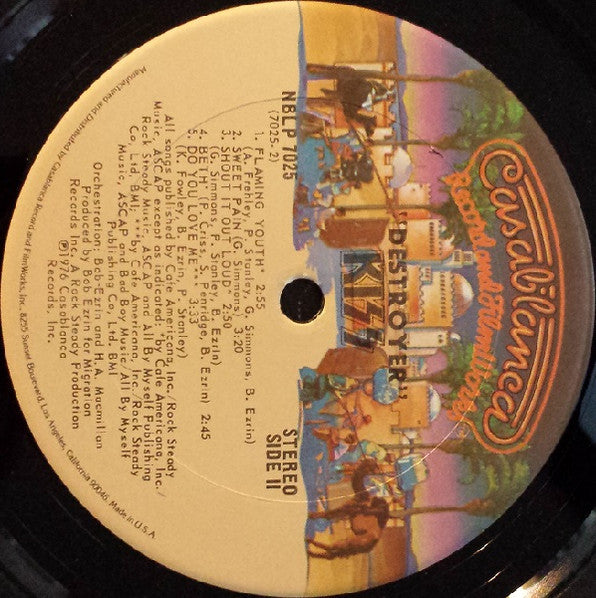 Casablanca
Record and FilmWorks
"DESTROYER"
KISS
NBLP 7025
(7025-2)
STEREO
SIDE II
1. FLAMING YOUTH* 2:55
(A. Frehley, P. Stanley, G. Simmons, B. Ezrin)
2. SWEET PAIN (G. Simmons) 3:20
3. SHOUT IT OUT LOUD* 2:50
(G. Simmons, P. Stanley, B. Ezrin)
4. BETH* (P. Criss, S. Penridge, B. Ezrin) 2:45
5. DO YOU LOVE ME*** 3:33
(K. Fowley, B. Ezrin, P. Stanley)
All songs published by Cafe Americana, Inc./Rock Steady
Music, ASCAP except as indicated: *by Cafe Americana, Inc./
Rock Steady Music, ASCAP and All By Myself Publishing
Co, Ltd, BMI; ***by Cafe Americana, Inc./Rock Steady
Music, ASCAP and Bad Boy Music/All By Myself
Publishing Co., Ltd., BMI
Orchestration: Bob Ezrin and H.A. Macmillan
Produced by Bob Ezrin for Migration
Records Inc. A Rock Steady Production
℗1976 Casablanca
Records, Inc.
Manufactured and Distributed by Casablanca Record and FilmWorks, Inc., 8255 Sunset Boulevard, Los Angeles, California 90046, Made in U.S.A.